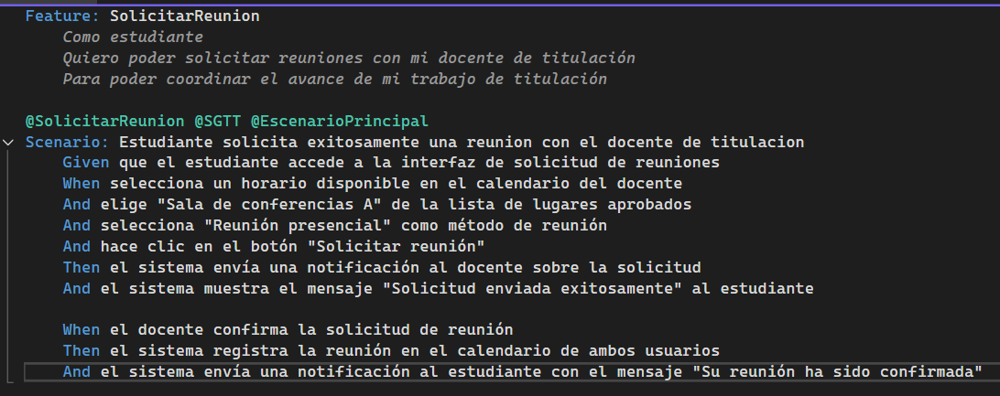 Feature: SolicitarReunion
Como estudiante
Quiero poder solicitar reuniones con mi docente de titulación
Para poder coordinar el avance de mi trabajo de titulación
@SolicitarReunion @SGTT @EscenarioPrincipal
Scenario: Estudiante solicita exitosamente una reunion con el docente de titulacion
Given que el estudiante accede a la interfaz de solicitud de reuniones
When selecciona un horario disponible en el calendario del docente
And elige "Sala de conferencias A" de la lista de lugares aprobados
And selecciona "Reunión presencial" como método de reunión
And hace clic en el botón "Solicitar reunión"
Then el sistema envía una notificación al docente sobre la solicitud
And el sistema muestra el mensaje "Solicitud enviada exitosamente" al estudiante
When el docente confirma la solicitud de reunión
Then el sistema registra la reunión en el calendario de ambos usuarios
And el sistema envía una notificación al estudiante con el mensaje "Su reunión ha sido confirmada"